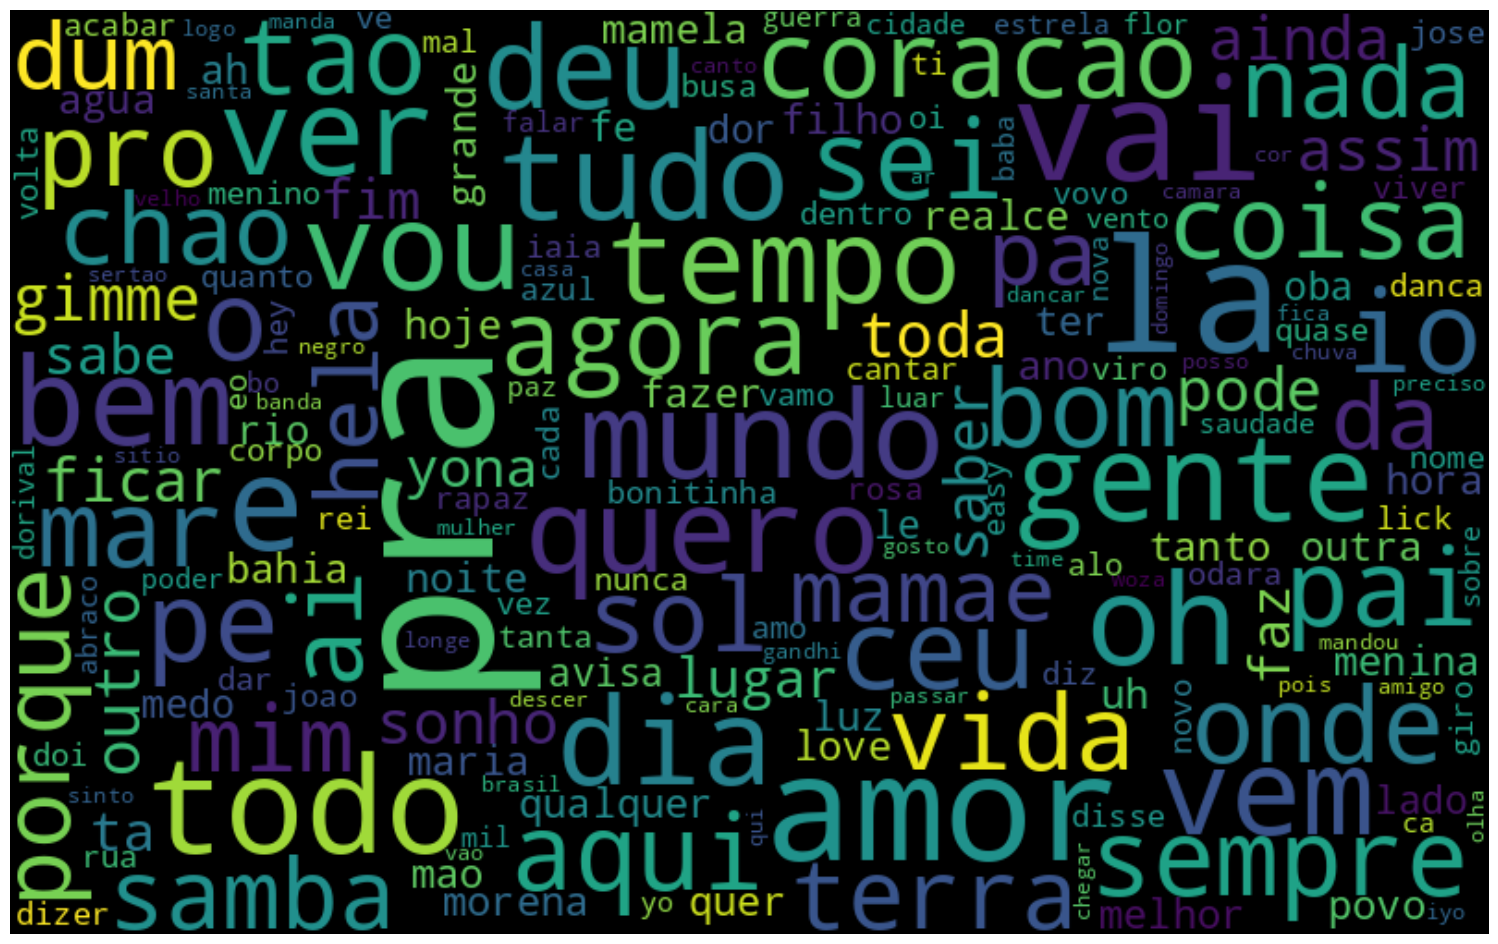 acabar logo manda ve mamela guerra cidade estrela flor ainda jose
dum ah tao mal deu busa canto coracao ti nada
agua santa grande falar fe dor filho oi vai cor assim
volta pro ver tudo sei baba ar
velho menino fim dentro realce vovo camara viver
chao vou iaia tempo pa vento coisa
sertao quanto casa azul dancar nova la domingo oba danca
gimme o hey hela hoje agora toda ter fica quase io
sabe negro pra cantar ano viro chuva posso preciso
bem eo bo banda paz fazer vamo luar bom pode da
rio cada mundo saber saudade
sitio corpo yona gente nome
dorival ficar rapaz bonitinha rosa easy hora
mare rei mulher quero le gosto lick
time tanto outra
porque abraco poder bahia ai noite nunca mamae alo woza odara pai sobre
outro pe vez sol oh faz
longe tanta amo gandhi ceu mandou
dar avisa lugar diz menina
medo joao descer cara passar uh pois amigo
doi mim sonho dia luz vida novo onde giro
maria love
sinto todo brasil qualquer amor vem lado
ta mil aqui qui disse ca olha
rua vao sempre
samba mao chegar
dizer morena yo quer terra melhor povo iyo